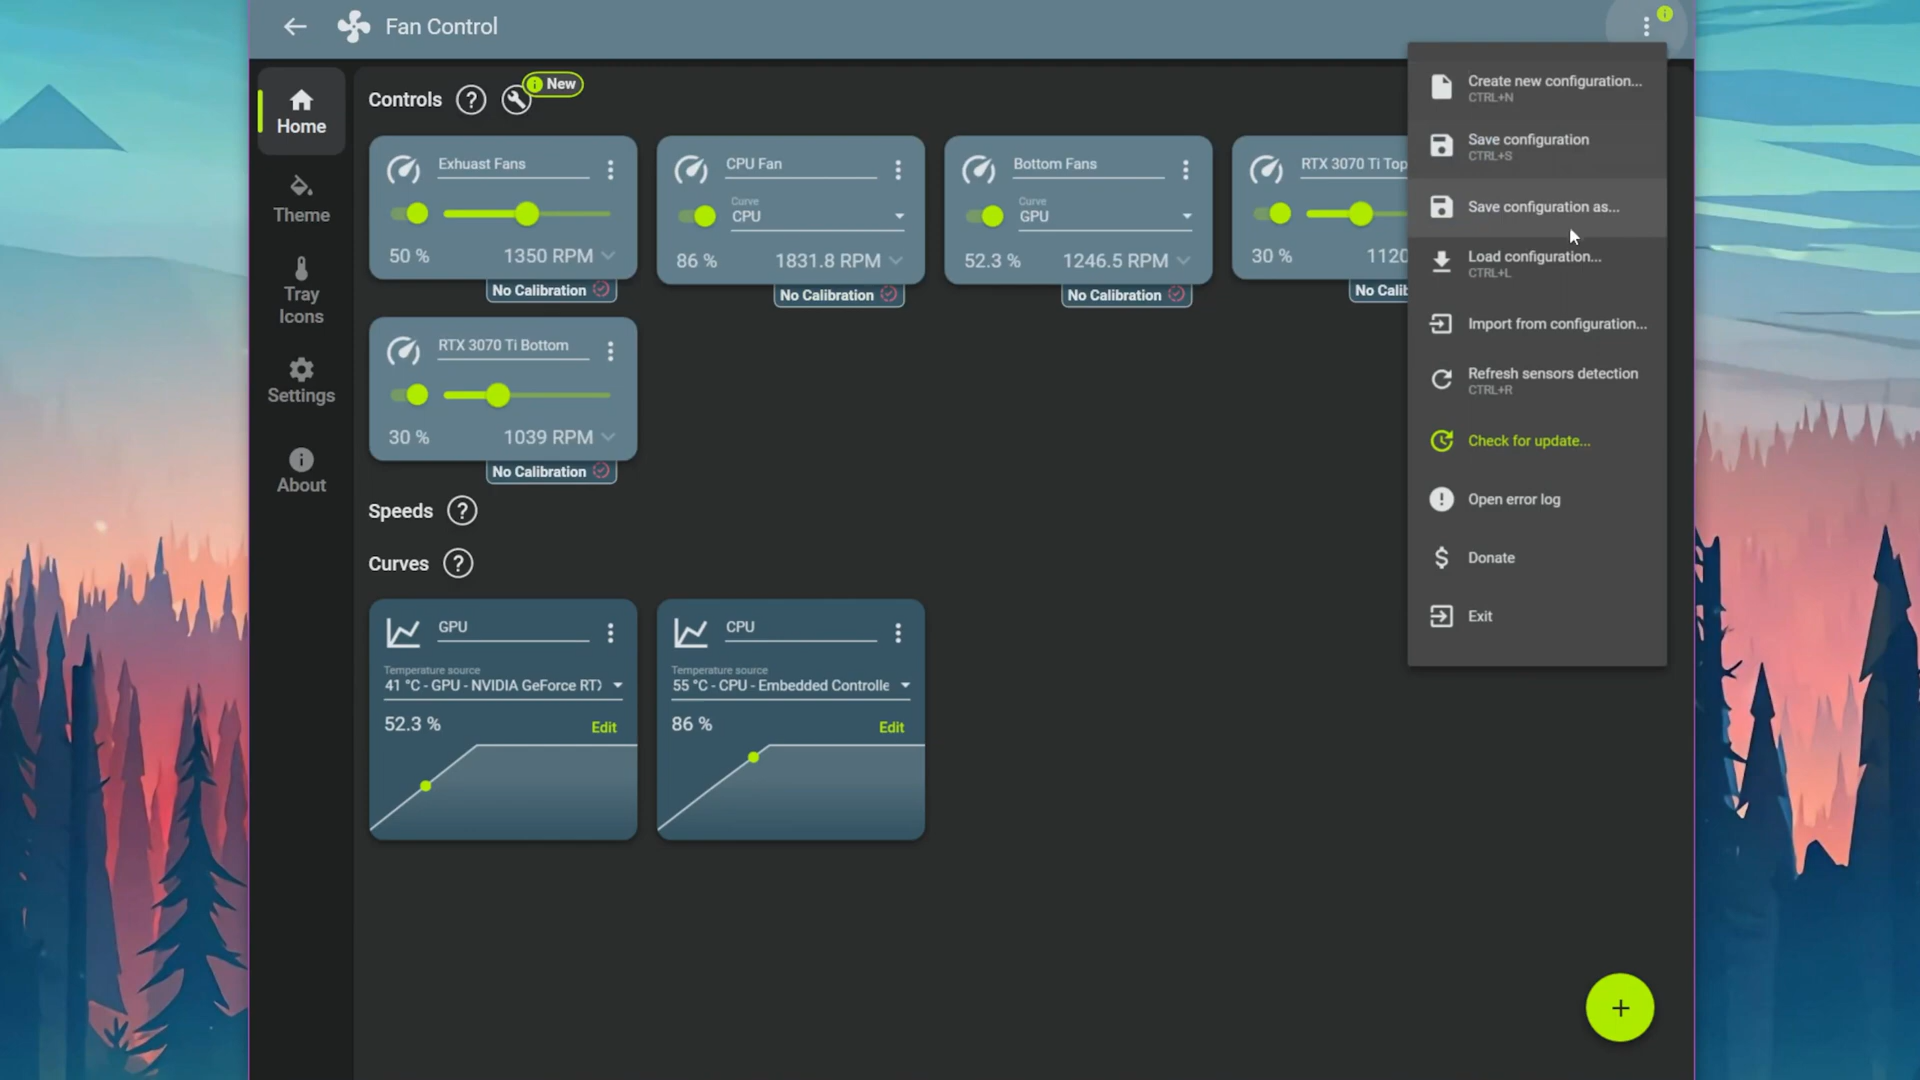 Fan Control
Home
Theme
Tray
Icons
Settings
About
Controls
New
Exhuast Fans
50 %
1350 RPM
No Calibration
CPU Fan
Curve
CPU
86 %
1831.8 RPM
No Calibration
Bottom Fans
Curve
GPU
52.3 %
1246.5 RPM
No Calibration
RTX 3070 Ti Top
30 %
1120
No Calib
RTX 3070 Ti Bottom
30 %
1039 RPM
No Calibration
Speeds
Curves
GPU
Temperature source
41 °C - GPU - NVIDIA GeForce RT
52.3 %
Edit
CPU
Temperature source
55 °C - CPU - Embedded Controlle
86 %
Edit
Create new configuration...
CTRL+N
Save configuration
CTRL+S
Save configuration as...
Load configuration...
CTRL+L
Import from configuration...
Refresh sensors detection
CTRL+R
Check for update...
Open error log
Donate
Exit